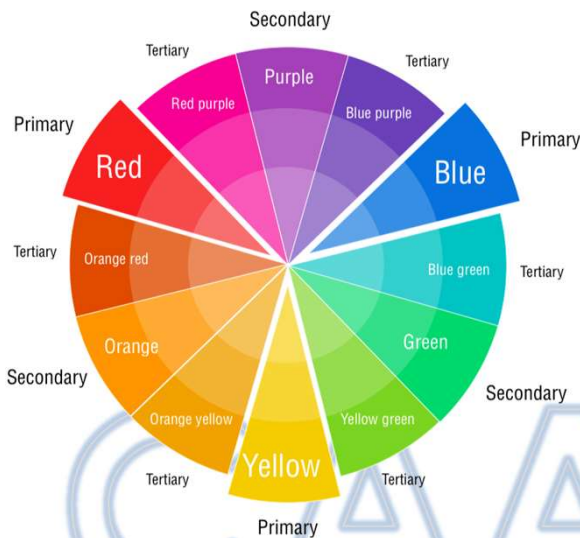 Secondary
Tertiary
Tertiary
Purple
Red purple
Blue purple
Primary
Primary
Red
Blue
Tertiary
Orange red
Blue green
Tertiary
Orange
Green
Secondary
Secondary
Orange yellow
Yellow green
Tertiary
Yellow
Tertiary
Primary